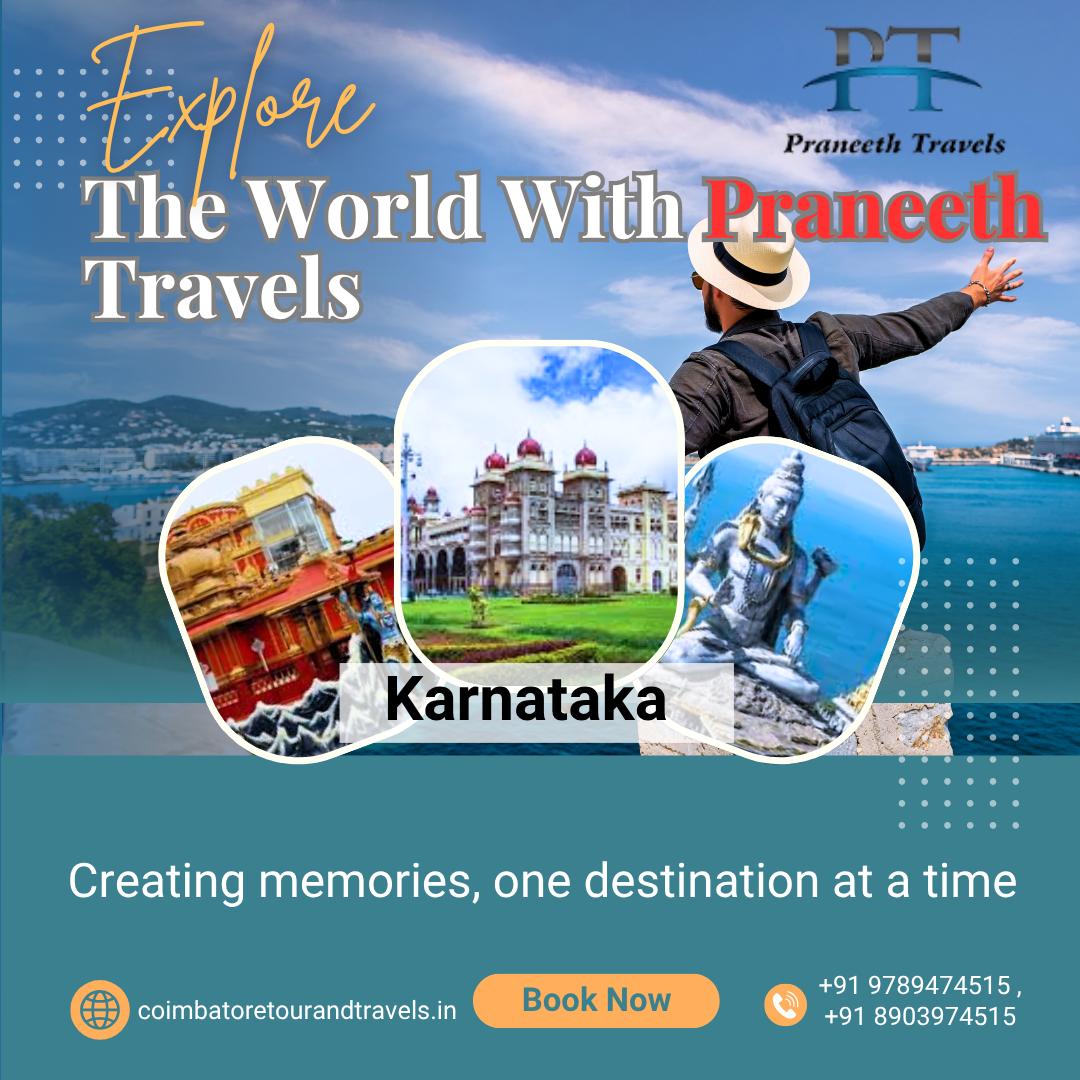 PT
Praneeth Travels
Explore
The World With Praneeth
Travels
Karnataka
Creating memories, one destination at a time
coimbatoretourandtravels.in
Book Now
+91 9789474515 ,
+91 8903974515